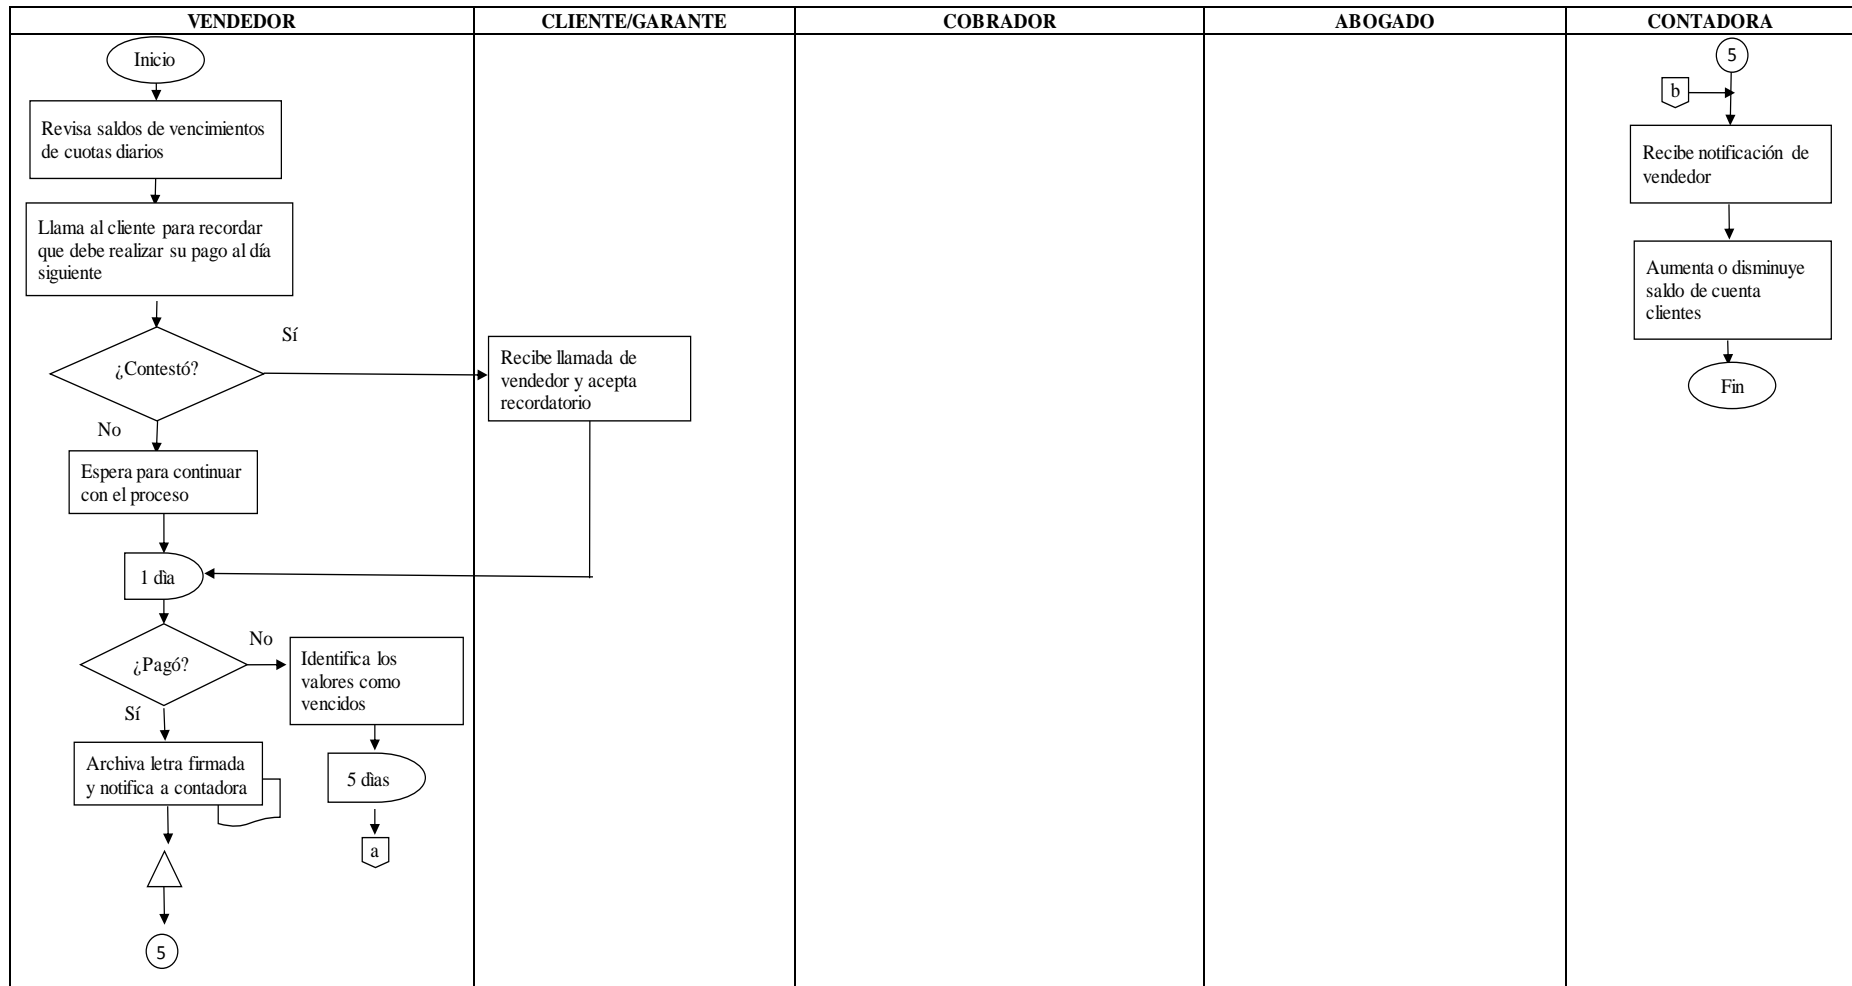 VENDEDOR
CLIENTE/GARANTE
COBRADOR
ABOGADO
CONTADORA
Inicio
Revisa saldos de vencimientos
de cuotas diarios
Llama al cliente para recordar
que debe realizar su pago al día
siguiente
¿Contestó?
Sí
No
Espera para continuar
con el proceso
1 dìa
¿Pagó?
No
Sí
Identifica los
valores como
vencidos
5 dìas
a
Archiva letra firmada
y notifica a contadora
5
Recibe llamada de
vendedor y acepta
recordatorio
5
b
Recibe notificación de
vendedor
Aumenta o disminuye
saldo de cuenta
clientes
Fin